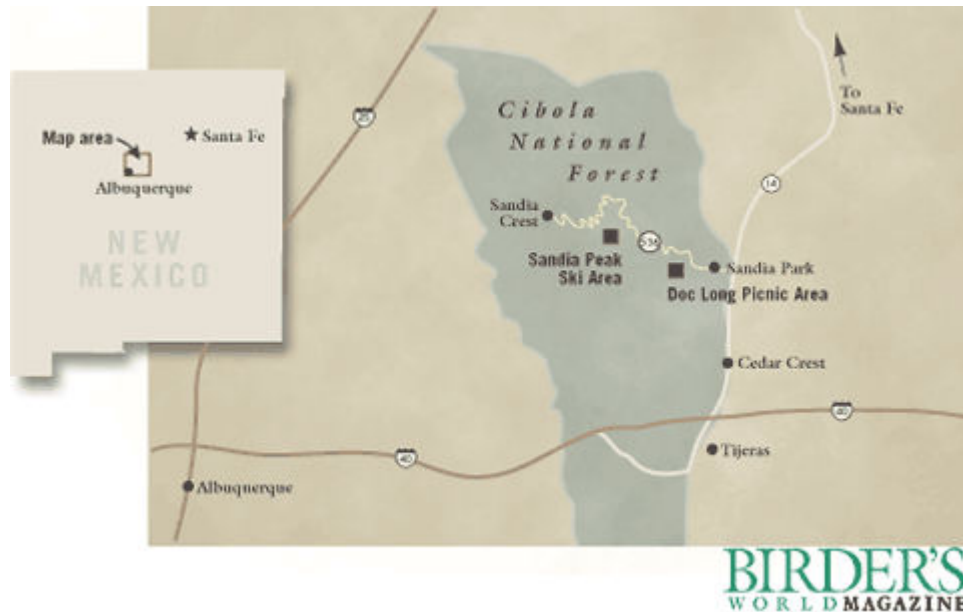 Map area
Santa Fe
Albuquerque
NEW
MEXICO
25
Cibola
National
Forest
To
Santa Fe
14
Sandia
Crest
536
Sandia Peak
Ski Area
Sandia Park
Doc Long Picnic Area
Cedar Crest
40
40
Tijeras
Albuquerque
BIRDER'S
WORLD MAGAZINE